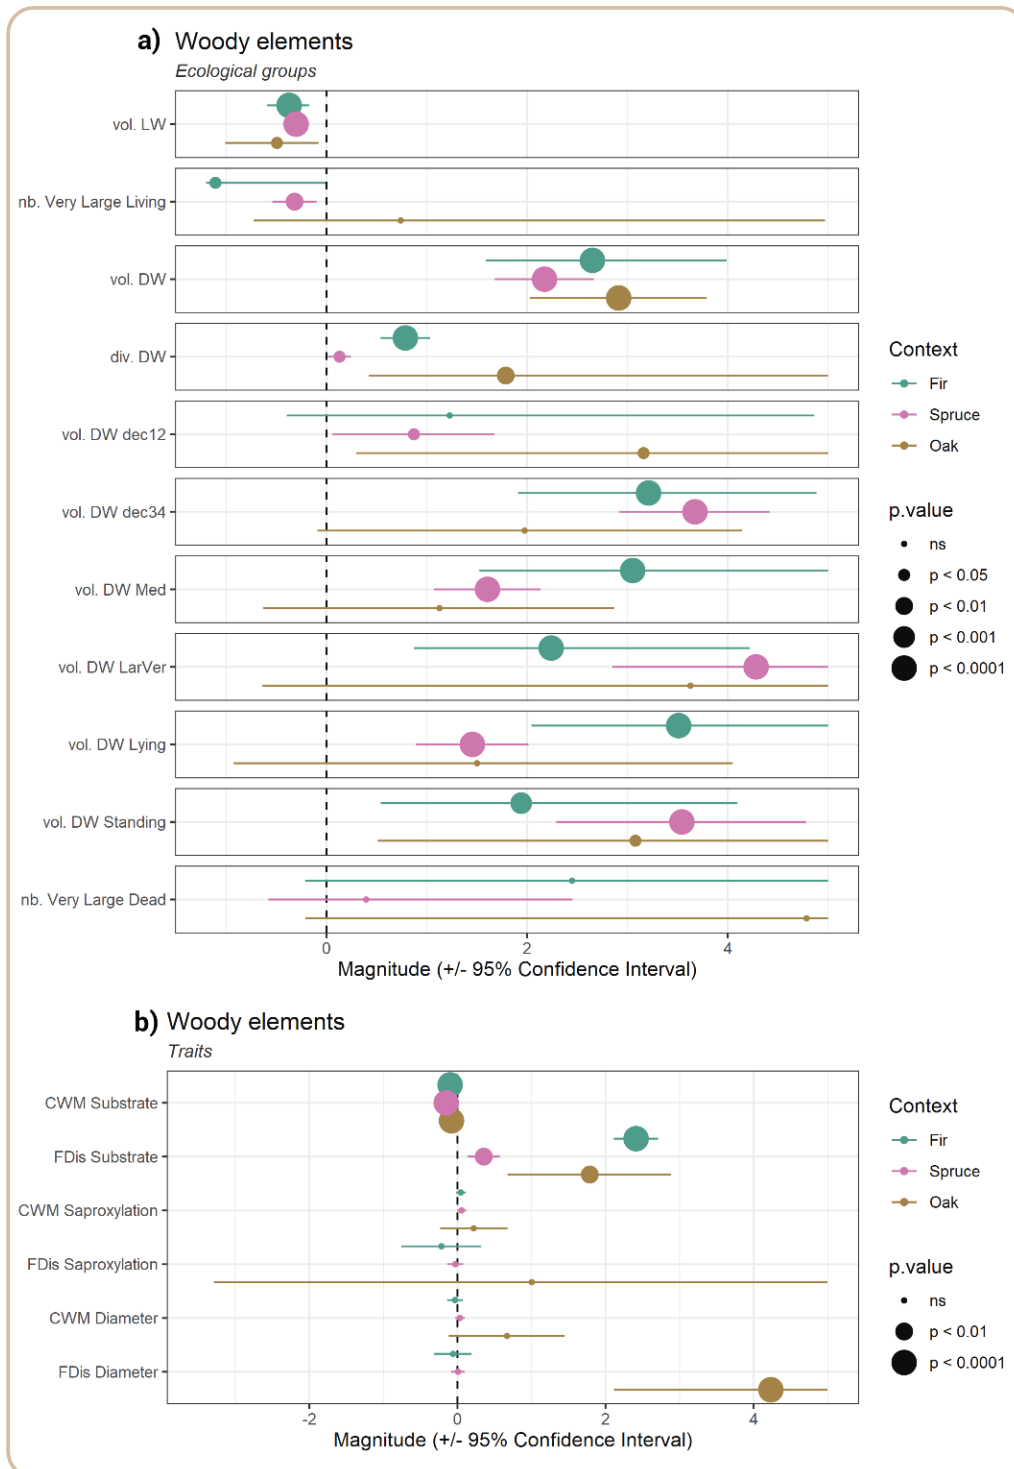 a) Woody elements
Ecological groups
vol. LW
nb. Very Large Living
vol. DW
div. DW
vol. DW dec12
vol. DW dec34
vol. DW Med
vol. DW LarVer
vol. DW Lying
vol. DW Standing
nb. Very Large Dead
0 2 4
Magnitude (+/- 95% Confidence Interval)
Context
Fir
Spruce
Oak
p.value
ns
p < 0.05
p < 0.01
p < 0.001
p < 0.0001
b) Woody elements
Traits
CWM Substrate
FDis Substrate
CWM Saproxylation
FDis Saproxylation
CWM Diameter
FDis Diameter
-2 0 2 4
Magnitude (+/- 95% Confidence Interval)
Context
Fir
Spruce
Oak
p.value
ns
p < 0.01
p < 0.0001